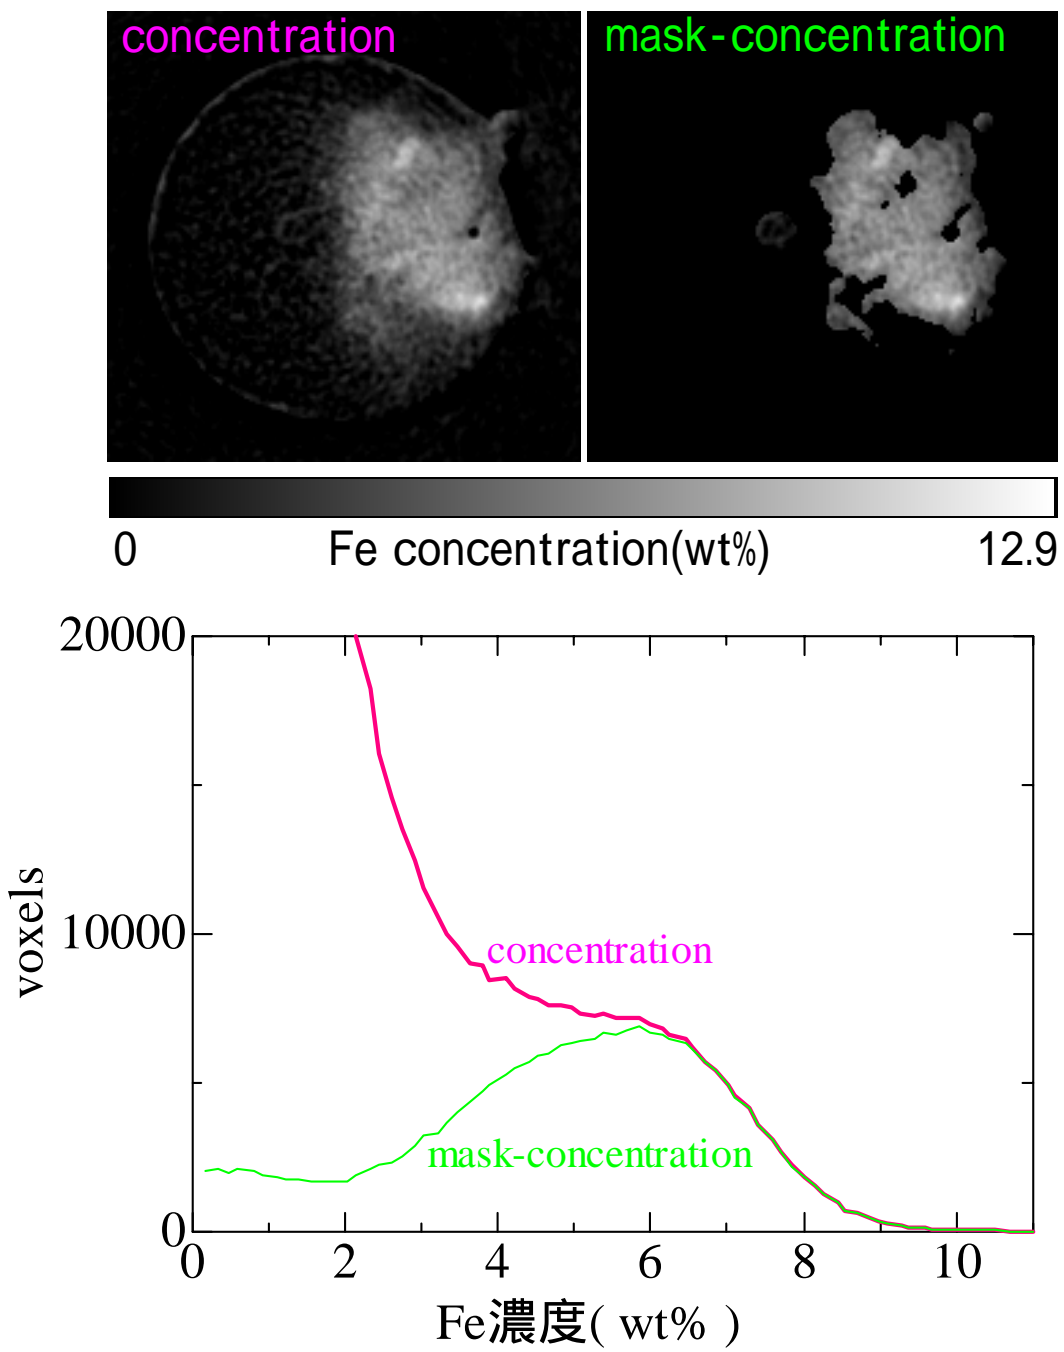 concentration
mask-concentration
0 Fe concentration(wt%) 12.9
20000
10000
0
voxels
concentration
mask-concentration
0 2 4 6 8 10
Fe濃度( wt% )